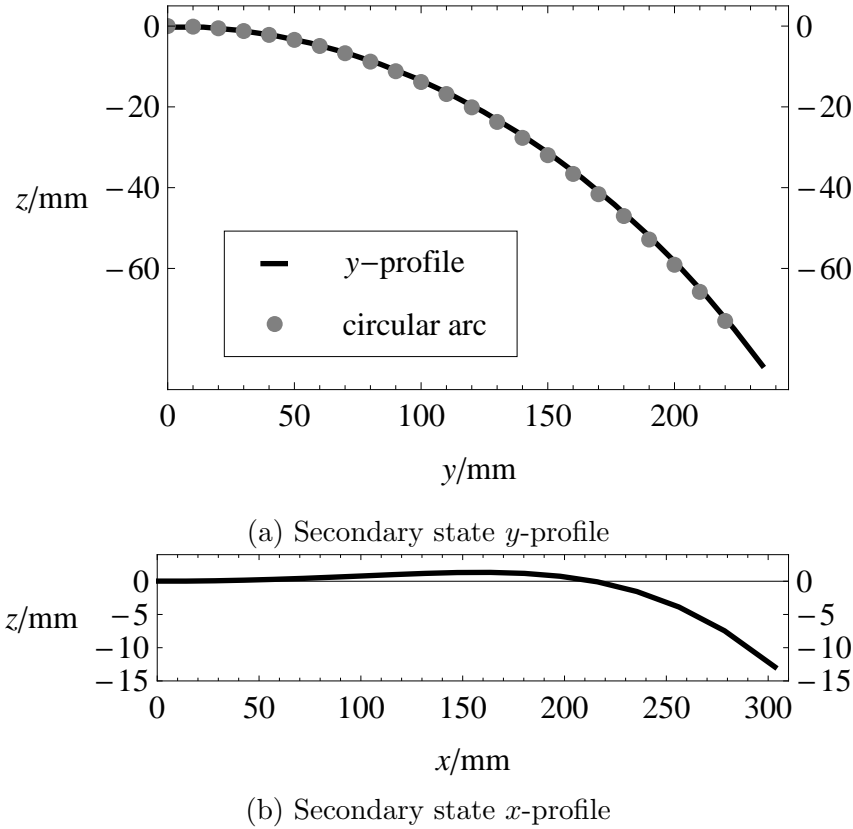 0
−20
−40
−60
z/mm
0
−20
−40
−60
y−profile
circular arc
0 50 100 150 200
y/mm
(a) Secondary state y-profile
0
−5
−10
−15
z/mm
0
−5
−10
−15
0 50 100 150 200 250 300
x/mm
(b) Secondary state x-profile